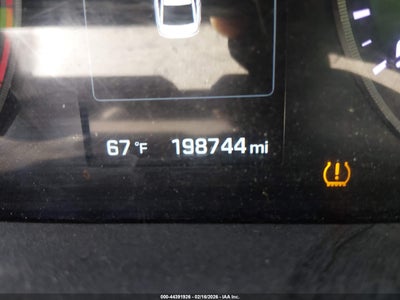 67 °F 198744 mi
000-44391926 - 02/18/2026 - IAA Inc.